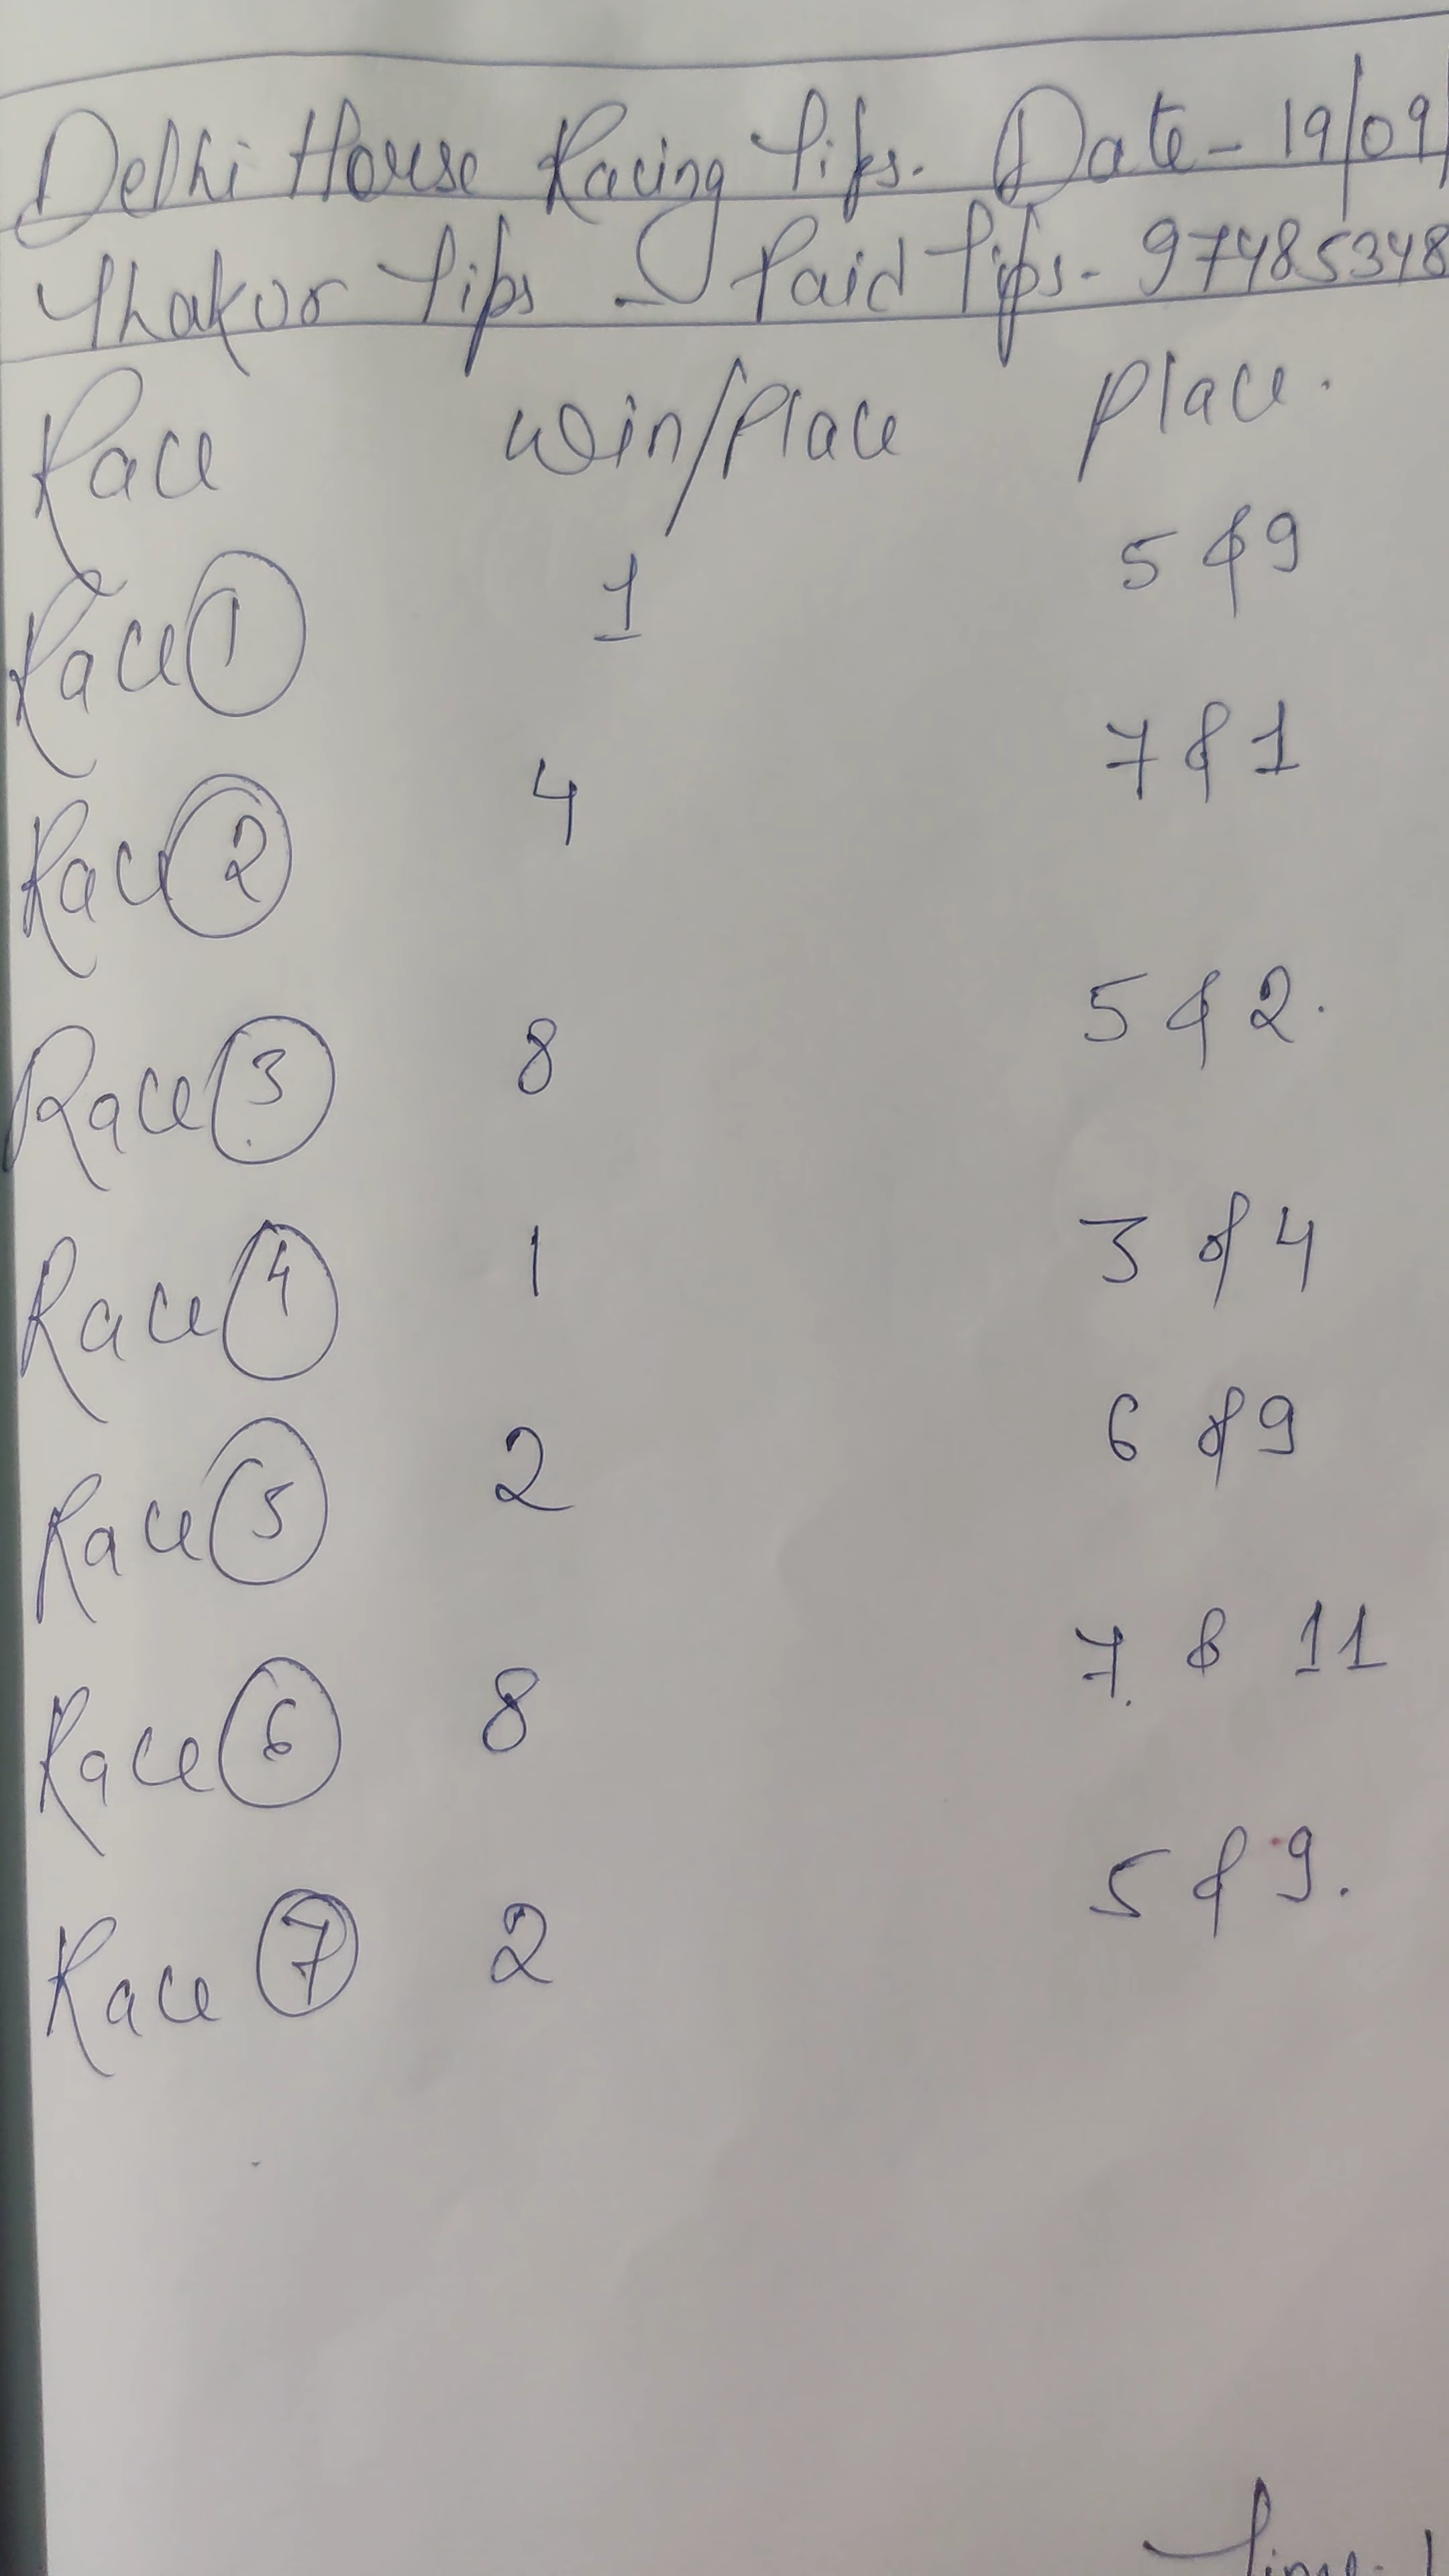 Delhi Horse Racing Tips. Date - 19/09/
Thakur Tips - Paid Tips - 97485348
Race Win/Place Place.
Race 1 1 5 & 9
Race 2 4 7 & 1
Race 3 8 5 & 2.
Race 4 1 3 & 4
Race 5 2 6 & 9
Race 6 8 7 & 11
Race 7 2 5 & 9.
Time-